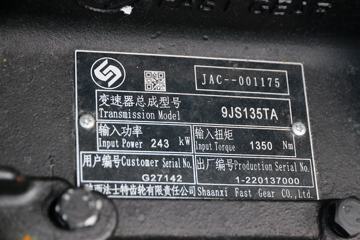 FAST GEAR
JAC--001175
变速器总成型号
Transmission Model 9JS135TA
输入功率 输入扭矩
Input Power 243 kW Input Torque 1350 Nm
用户编号Customer Serial No. 出厂编号Production Serial No.
G27142 1-220137000
陕西法士特齿轮有限责任公司 Shaanxi Fast Gear CO., LTD.